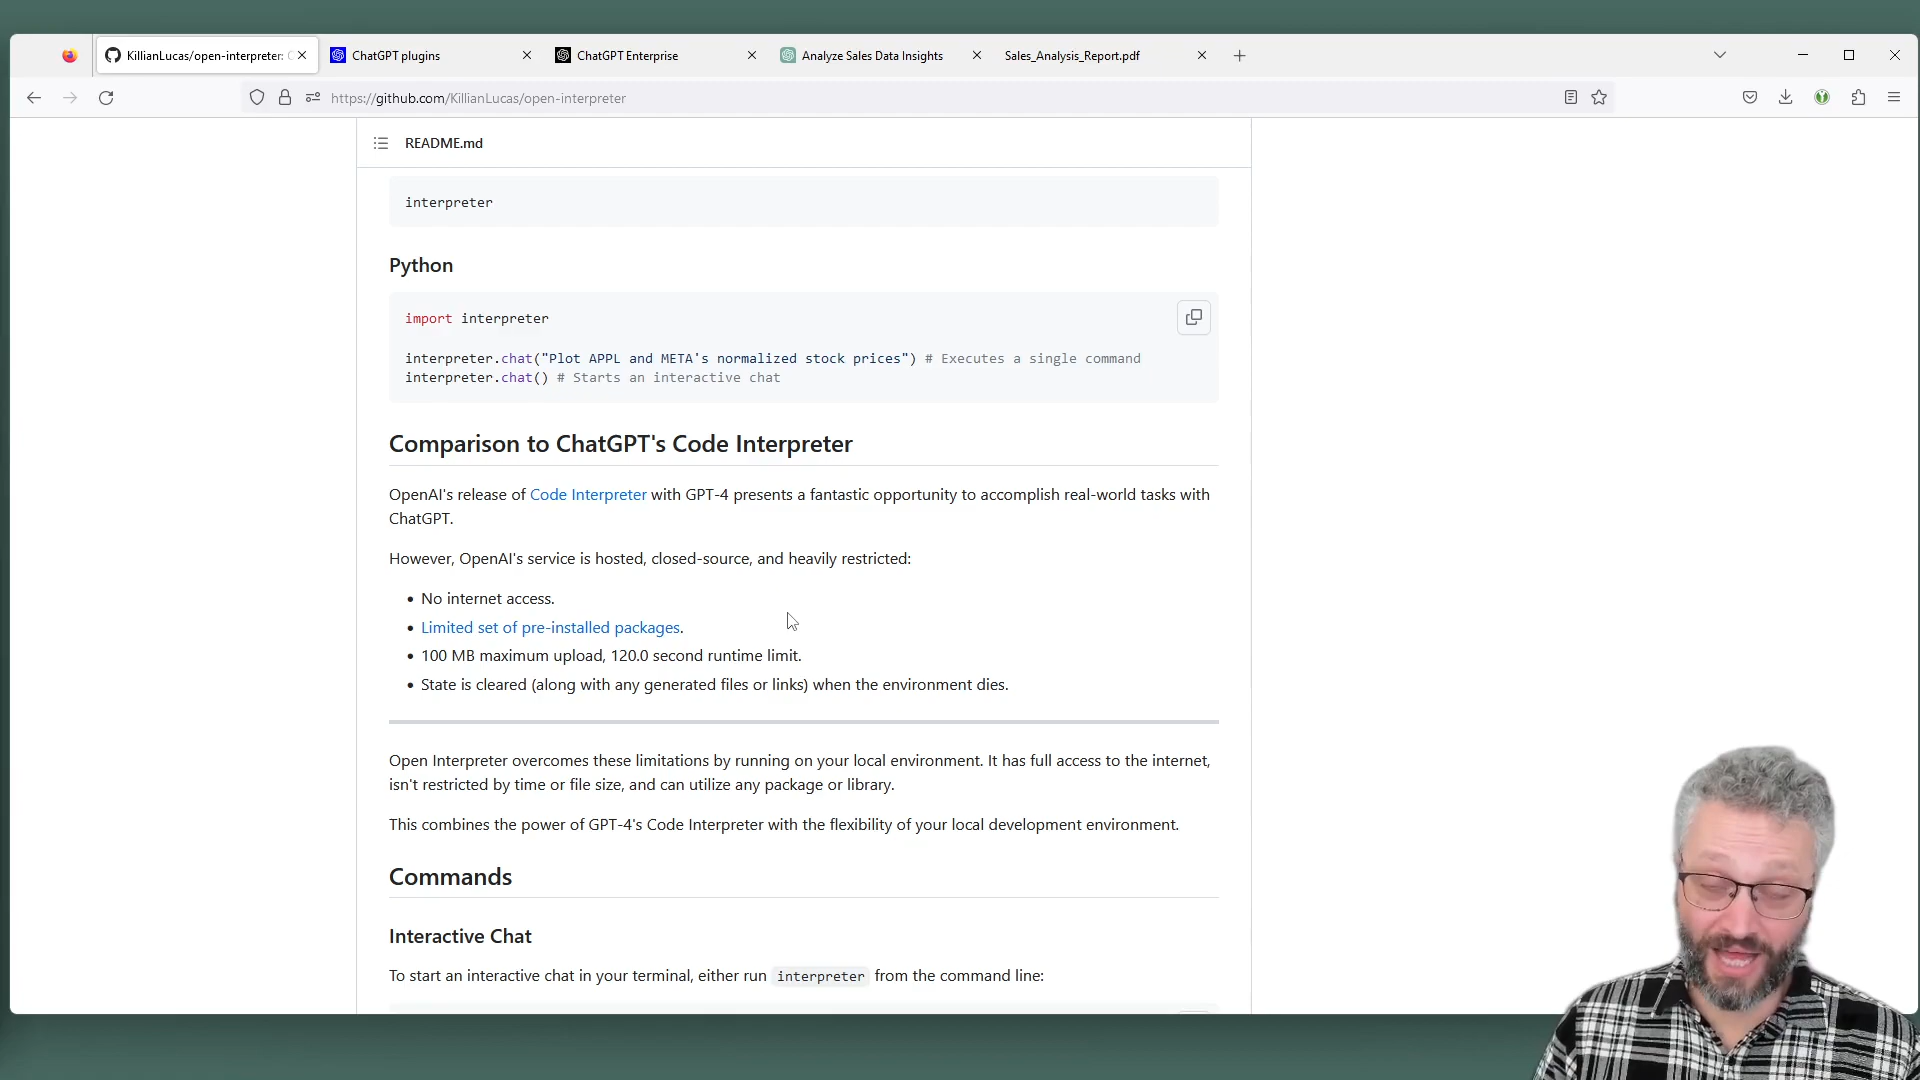 KillianLucas/open-interpreter:
ChatGPT plugins
ChatGPT Enterprise
Analyze Sales Data Insights
Sales_Analysis_Report.pdf
https://github.com/KillianLucas/open-interpreter
README.md
interpreter
Python
import interpreter
interpreter.chat("Plot APPL and META's normalized stock prices") # Executes a single command
interpreter.chat() # Starts an interactive chat
Comparison to ChatGPT's Code Interpreter
OpenAI's release of Code Interpreter with GPT-4 presents a fantastic opportunity to accomplish real-world tasks with
ChatGPT.
However, OpenAI's service is hosted, closed-source, and heavily restricted:
• No internet access.
• Limited set of pre-installed packages.
• 100 MB maximum upload, 120.0 second runtime limit.
• State is cleared (along with any generated files or links) when the environment dies.
Open Interpreter overcomes these limitations by running on your local environment. It has full access to the internet,
isn't restricted by time or file size, and can utilize any package or library.
This combines the power of GPT-4's Code Interpreter with the flexibility of your local development environment.
Commands
Interactive Chat
To start an interactive chat in your terminal, either run interpreter from the command line: